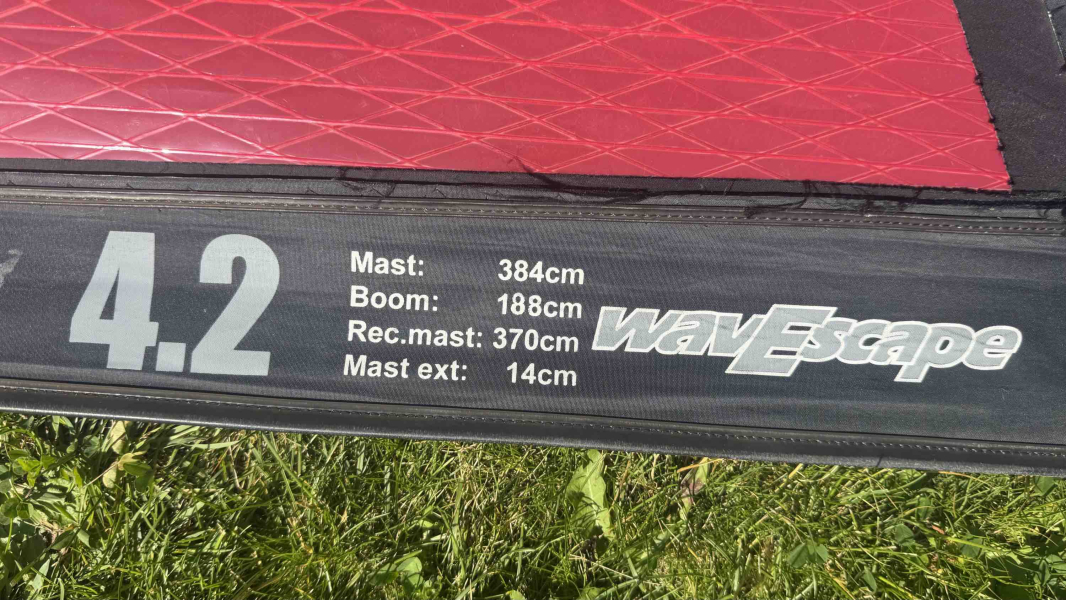 4.2
Mast: 384cm
Boom: 188cm
Rec.mast: 370cm
Mast ext: 14cm
wavEscape